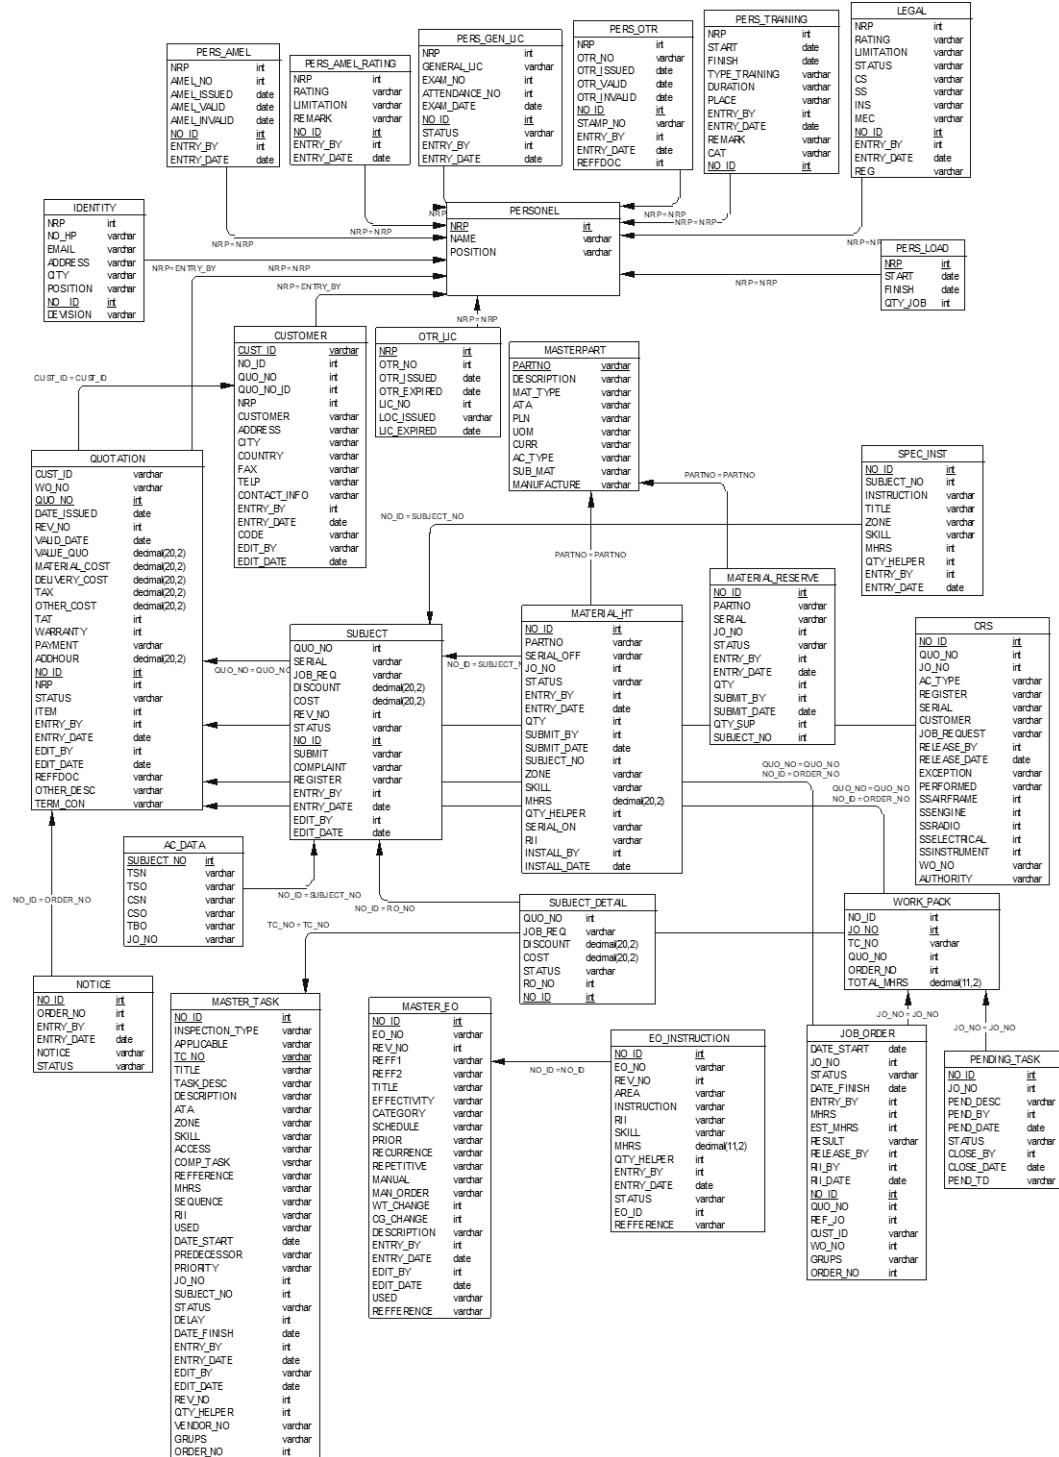 PERS_AMEL
NRP int
AMEL_NO int
AMEL_ISSUED date
AMEL_VALID date
AMEL_INVALID date
NO_ID int
ENTRY_BY int
ENTRY_DATE date
PERS_AMEL_RATING
NRP int
RATING varchar
LIMITATION varchar
REMARK varchar
NO_ID int
ENTRY_BY int
ENTRY_DATE date
PERS_GEN_LIC
NRP int
GENERAL_LIC varchar
EXAM_NO int
ATTENDANCE_NO int
EXAM_DATE date
NO_ID int
STATUS varchar
ENTRY_BY int
ENTRY_DATE date
PERS_OTR
NRP int
OTR_NO varchar
OTR_ISSUED date
OTR_VALID date
OTR_INVALID date
NO_ID int
STAMP_NO varchar
ENTRY_BY int
ENTRY_DATE date
REFFDOC int
PERS_TRAINING
NRP int
START date
FINISH date
TYPE_TRAINING varchar
DURATION varchar
PLACE varchar
ENTRY_BY int
ENTRY_DATE date
REMARK varchar
CAT varchar
NO_ID int
LEGAL
NRP int
RATING varchar
LIMITATION varchar
STATUS varchar
CS varchar
SS varchar
INS varchar
MEC varchar
NO_ID int
ENTRY_BY int
ENTRY_DATE date
REG varchar
IDENTITY
NRP int
NO_HP varchar
EMAIL varchar
ADDRESS varchar
CITY varchar
POSITION varchar
NO_ID int
DEVISION varchar
PERSONEL
NRP int
NAME varchar
POSITION varchar
NRP
NRP=NRP
NRP=NRP
NRP=NRP
NRP=NRP
NRP=NRP
NRP=ENTRY_BY
NRP=NRP
NRP=NRP
NRP=ENTRY_BY
NRP=NRP
PERS_LOAD
NRP int
START date
FINISH date
QTY_JOB int
CUSTOMER
CUST_ID varchar
NO_ID int
QUO_NO int
QUO_NO_ID int
NRP int
CUSTOMER varchar
ADDRESS varchar
CITY varchar
COUNTRY varchar
FAX varchar
TELP varchar
CONTACT_INFO varchar
ENTRY_BY int
ENTRY_DATE date
CODE varchar
EDIT_BY varchar
EDIT_DATE date
OTR_LIC
NRP int
OTR_NO int
OTR_ISSUED date
OTR_EXPIRED date
LIC_NO int
LOC_ISSUED varchar
LIC_EXPIRED date
MASTERPART
PARTNO varchar
DESCRIPTION varchar
MAT_TYPE varchar
ATA varchar
PLN varchar
UOM varchar
CURR varchar
AC_TYPE varchar
SUB_MAT varchar
MANUFACTURE varchar
CUST_ID = CUST_ID
QUOTATION
CUST_ID varchar
WO_NO varchar
QUO_NO int
DATE_ISSUED date
REV_NO int
VALID_DATE date
VALUE_QUO decimal(20,2)
MATERIAL_COST decimal(20,2)
DELIVERY_COST decimal(20,2)
TAX decimal(20,2)
OTHER_COST decimal(20,2)
TAT int
WARRANTY int
PAYMENT varchar
ADDHOUR decimal(20,2)
NO_ID int
NRP int
STATUS varchar
ITEM int
ENTRY_BY int
ENTRY_DATE date
EDIT_BY int
EDIT_DATE date
REFFDOC varchar
OTHER_DESC varchar
TERM_CON varchar
PARTNO = PARTNO
NO_ID = SUBJECT_NO
PARTNO = PARTNO
SPEC_INST
NO_ID int
SUBJECT_NO int
INSTRUCTION varchar
TITLE varchar
ZONE varchar
SKILL varchar
MHRS int
QTY_HELPER int
ENTRY_BY int
ENTRY_DATE date
MATERIAL_RESERVE
NO_ID int
PARTNO varchar
SERIAL varchar
JO_NO int
STATUS varchar
ENTRY_BY int
ENTRY_DATE date
QTY int
SUBMIT_BY int
SUBMIT_DATE date
QTY_SUP int
SUBJECT_NO int
SUBJECT
QUO_NO int
SERIAL varchar
JOB_REQ varchar
DISCOUNT decimal(20,2)
COST decimal(20,2)
REV_NO int
STATUS varchar
NO_ID int
SUBMIT varchar
COMPLAINT varchar
REGISTER varchar
ENTRY_BY int
ENTRY_DATE date
EDIT_BY int
EDIT_DATE date
QUO_NO = QUO_NO
NO_ID = SUBJECT_N
MATERIAL_HT
NO_ID int
PARTNO varchar
SERIAL_OFF varchar
JO_NO int
STATUS varchar
ENTRY_BY int
ENTRY_DATE date
QTY int
SUBMIT_BY int
SUBMIT_DATE date
SUBJECT_NO int
ZONE varchar
SKILL varchar
MHRS decimal(20,2)
QTY_HELPER int
SERIAL_ON varchar
RII varchar
INSTALL_BY int
INSTALL_DATE date
CRS
NO_ID int
QUO_NO int
JO_NO int
AC_TYPE varchar
REGISTER varchar
SERIAL varchar
CUSTOMER varchar
JOB_REQUEST varchar
RELEASE_BY int
RELEASE_DATE date
EXCEPTION varchar
PERFORMED varchar
SSAIRFRAME int
SSENGINE int
SSRADIO int
SSELECTRICAL int
SSINSTRUMENT int
WO_NO varchar
AUTHORITY varchar
QUO_NO = QUO_NO
NO_ID = ORDER_NO
QUO_NO = QUO_NO
NO_ID = ORDER_NO
AC_DATA
SUBJECT_NO int
TSN varchar
TSO varchar
CSN varchar
CSO varchar
TBO varchar
JO_NO varchar
NO_ID = SUBJECT_NO
NO_ID = ORDER_NO
NO_ID = RO_NO
TC_NO = TC_NO
SUBJECT_DETAIL
QUO_NO int
JOB_REQ varchar
DISCOUNT decimal(20,2)
COST decimal(20,2)
STATUS varchar
RO_NO int
NO_ID int
WORK_PACK
NO_ID int
JO_NO int
TC_NO varchar
QUO_NO int
ORDER_NO int
TOTAL_MHRS decimal(11,2)
NOTICE
NO_ID int
ORDER_NO int
ENTRY_BY int
ENTRY_DATE date
NOTICE varchar
STATUS varchar
MASTER_TASK
NO_ID int
INSPECTION_TYPE varchar
APPLICABLE varchar
TC_NO varchar
TITLE varchar
TASK_DESC varchar
DESCRIPTION varchar
ATA varchar
ZONE varchar
SKILL varchar
ACCESS varchar
COMP_TASK vsrchar
REFFERENCE varchar
MHRS varchar
SEQUENCE varchar
RII varchar
USED varchar
DATE_START date
PREDECESSOR varchar
PRIORITY varchar
JO_NO int
SUBJECT_NO int
STATUS varchar
DELAY int
DATE_FINISH date
ENTRY_BY int
ENTRY_DATE date
EDIT_BY varchar
EDIT_DATE date
REV_NO int
QTY_HELPER int
VENDOR_NO varchar
GRUPS varchar
ORDER_NO int
MASTER_EO
NO_ID int
EO_NO varchar
REV_NO int
REFF1 varchar
REFF2 varchar
TITLE varchar
EFFECTIVITY varchar
CATEGORY varchar
SCHEDULE varchar
PRIOR varchar
RECURRENCE varchar
REPETITIVE varchar
MANUAL varchar
MAN_ORDER varchar
WT_CHANGE int
CG_CHANGE int
DESCRIPTION varchar
ENTRY_BY int
ENTRY_DATE date
EDIT_BY int
EDIT_DATE date
USED varchar
REFFERENCE varchar
NO_ID =NO_ID
EO_INSTRUCTION
NO_ID int
EO_NO varchar
REV_NO int
AREA varchar
INSTRUCTION varchar
RII varchar
SKILL varchar
MHRS decimal(11,2)
QTY_HELPER int
ENTRY_BY int
ENTRY_DATE date
STATUS varchar
EO_ID int
REFFERENCE varchar
JO_NO = JO_NO
JO_NO = JO_NO
JOB_ORDER
DATE_START date
JO_NO int
STATUS varchar
DATE_FINISH date
ENTRY_BY int
MHRS int
EST_MHRS int
RESULT varchar
RELEASE_BY int
RII_BY int
RII_DATE date
NO_ID int
QUO_NO int
REF_JO int
CUST_ID varchar
WO_NO int
GRUPS varchar
ORDER_NO int
PENDING_TASK
NO_ID int
JO_NO int
PEND_DESC varchar
PEND_BY int
PEND_DATE date
STATUS varchar
CLOSE_BY int
CLOSE_DATE date
PEND_TD varchar